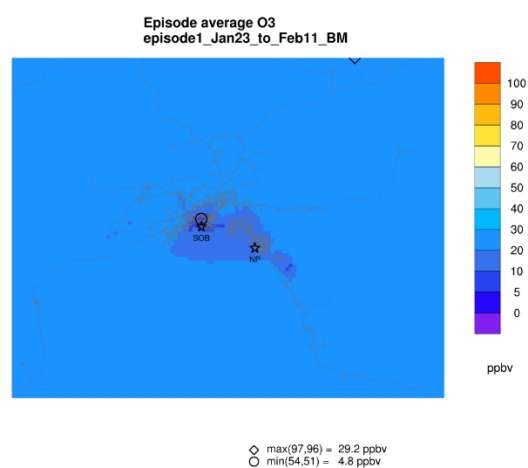 Episode average O3
episode1_Jan23_to_Feb11_BM
100
90
80
70
60
50
40
30
20
10
5
0
SOB
NP
ppbv
max(97,96) = 29.2 ppbv
min(54,51) = 4.8 ppbv